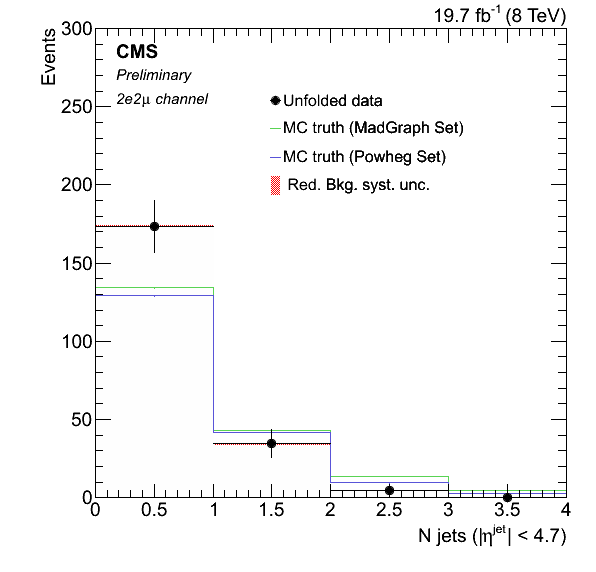 19.7 fb⁻¹ (8 TeV)
Events
300
250
200
150
100
50
0
CMS
Preliminary
2e2μ channel
Unfolded data
MC truth (MadGraph Set)
MC truth (Powheg Set)
Red. Bkg. syst. unc.
0 0.5 1 1.5 2 2.5 3 3.5 4
N jets (|ηʲᵉᵗ| < 4.7)